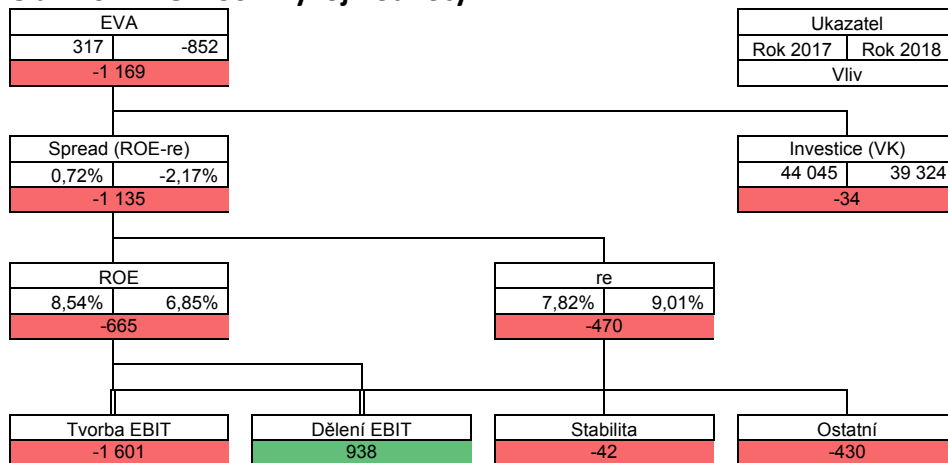 EVA
317 -852
-1 169
Ukazatel
Rok 2017 Rok 2018
Vliv
Spread (ROE-re)
0,72% -2,17%
-1 135
Investice (VK)
44 045 39 324
-34
ROE
8,54% 6,85%
-665
re
7,82% 9,01%
-470
Tvorba EBIT
-1 601
Dělení EBIT
938
Stabilita
-42
Ostatní
-430